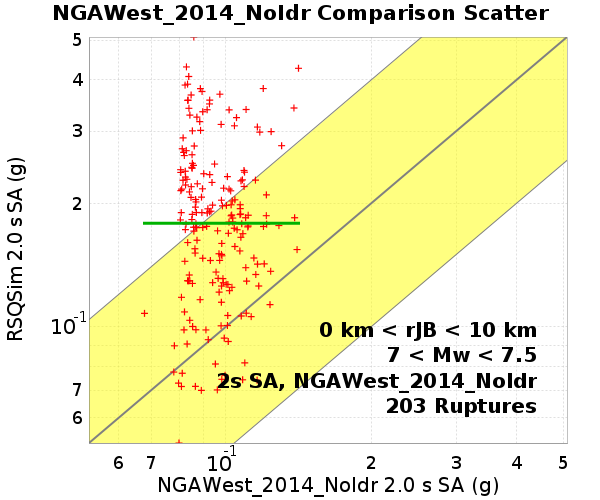 NGAWest_2014_NoIdr Comparison Scatter
RSQSim 2.0 s SA (g)
5
4
3
2
10-1
7
6
0 km < rJB < 10 km
7 < Mw < 7.5
2s SA, NGAWest_2014_NoIdr
203 Ruptures
6 7 10-1 2 3 4 5
NGAWest_2014_NoIdr 2.0 s SA (g)